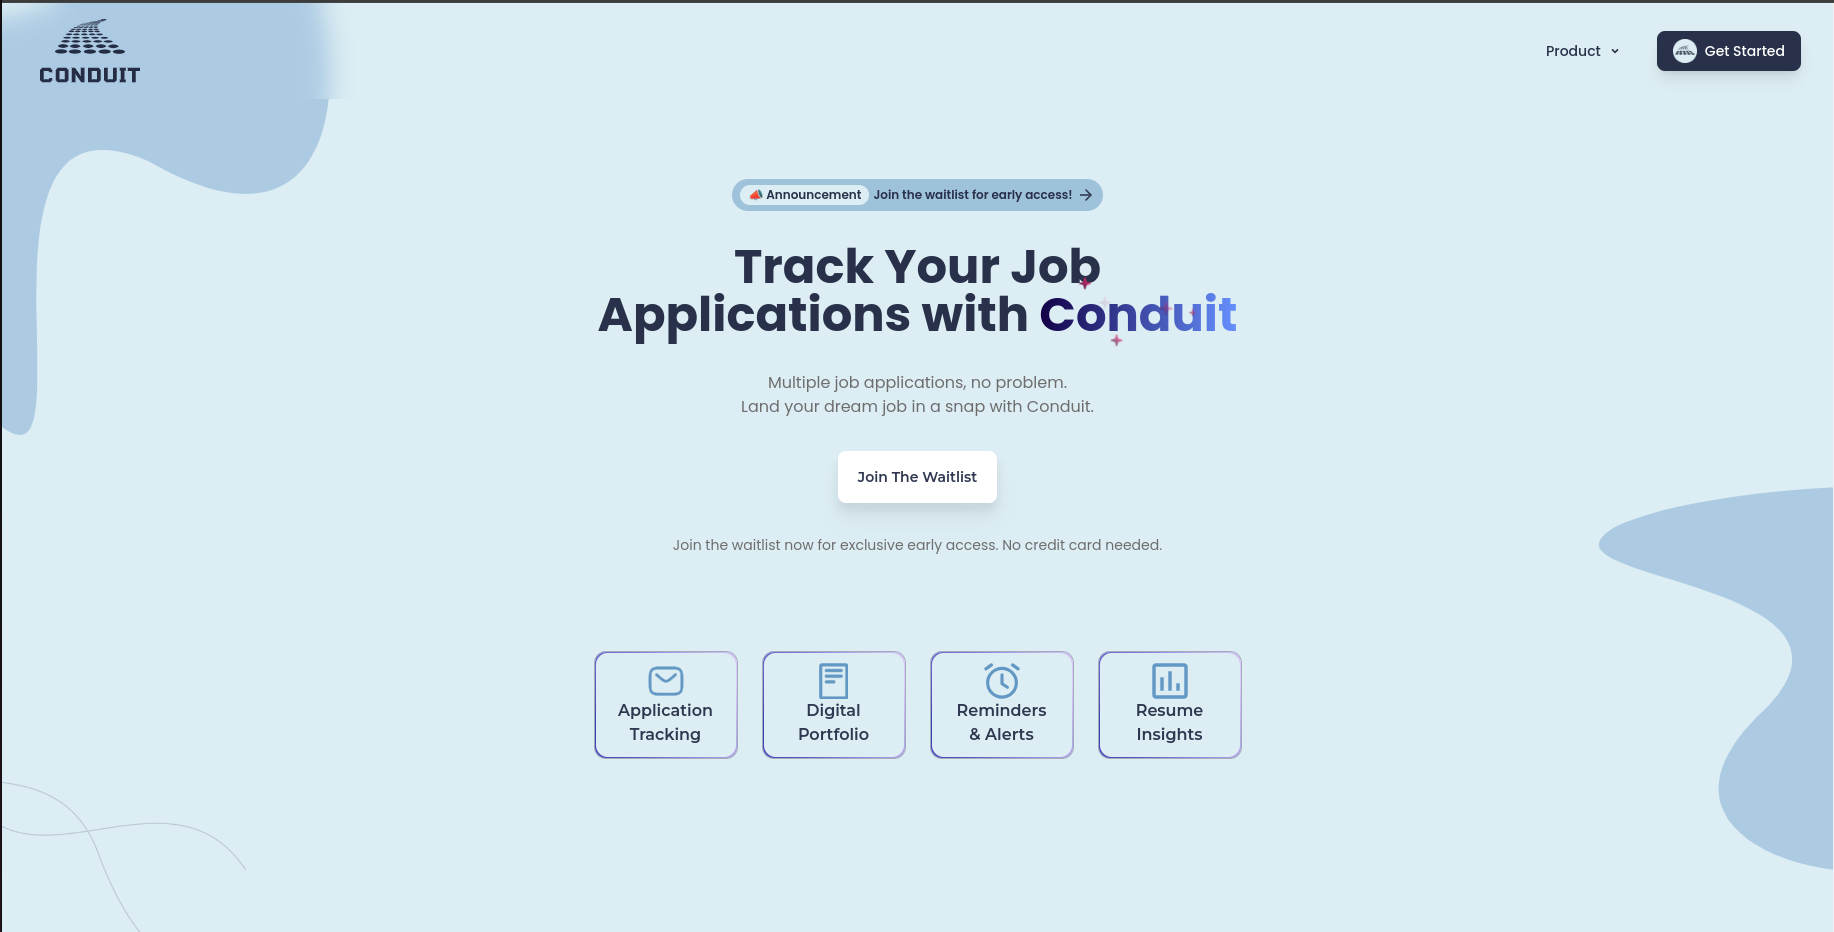 CONDUIT
Product
Get Started
📣 Announcement Join the waitlist for early access! →
Track Your Job
Applications with Conduit
Multiple job applications, no problem.
Land your dream job in a snap with Conduit.
Join The Waitlist
Join the waitlist now for exclusive early access. No credit card needed.
Application
Tracking
Digital
Portfolio
Reminders
& Alerts
Resume
Insights